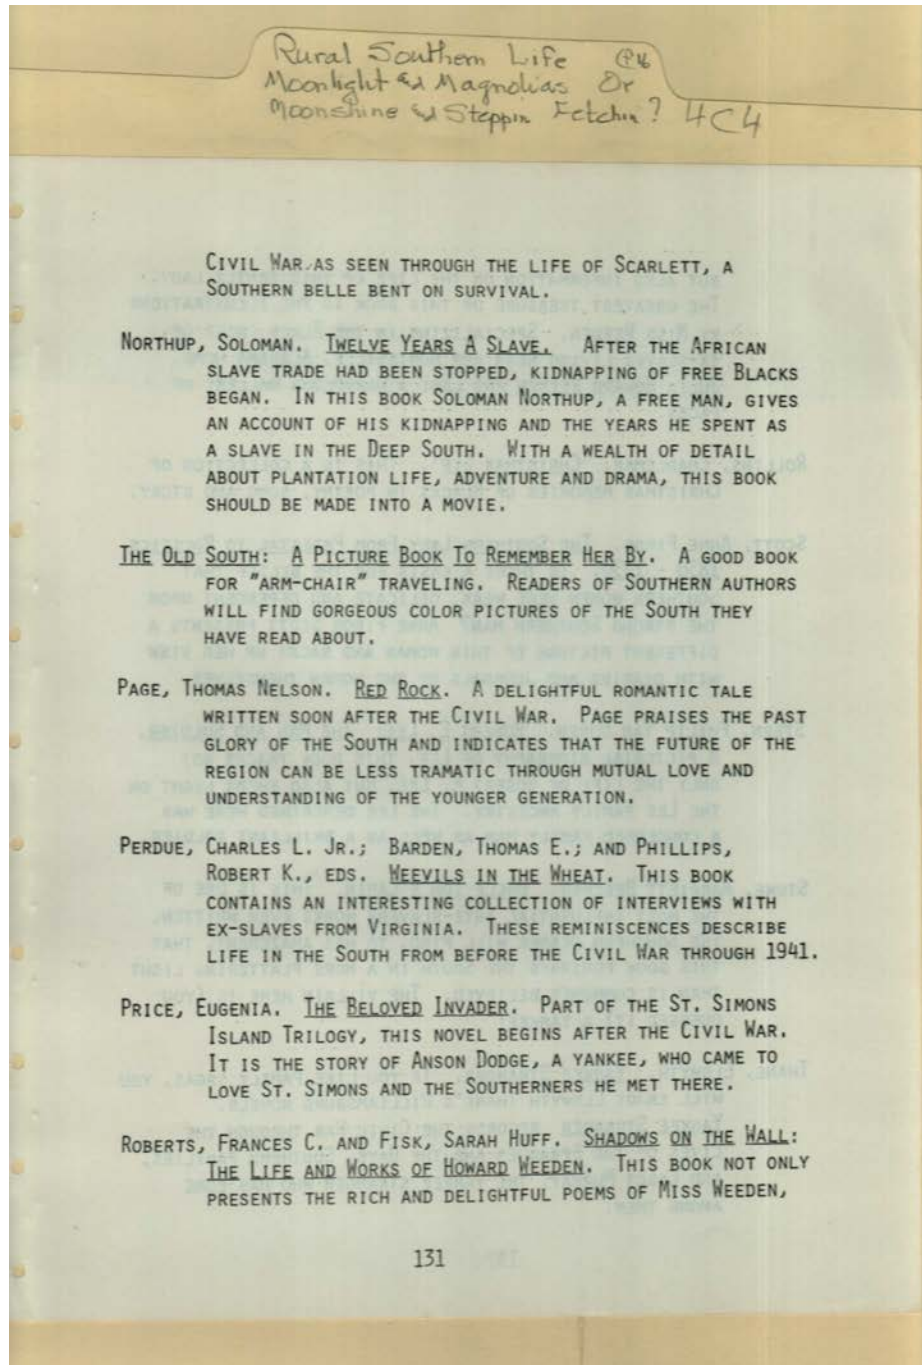 Rural Southern Life
Moonlight & Magnolias Or
Moonshine & Steppin Fetchin? 4C4
CIVIL WAR AS SEEN THROUGH THE LIFE OF SCARLETT, A
SOUTHERN BELLE BENT ON SURVIVAL.
NORTHUP, SOLOMAN. TWELVE YEARS A SLAVE. AFTER THE AFRICAN
SLAVE TRADE HAD BEEN STOPPED, KIDNAPPING OF FREE BLACKS
BEGAN. IN THIS BOOK SOLOMAN NORTHUP, A FREE MAN, GIVES
AN ACCOUNT OF HIS KIDNAPPING AND THE YEARS HE SPENT AS
A SLAVE IN THE DEEP SOUTH. WITH A WEALTH OF DETAIL
ABOUT PLANTATION LIFE, ADVENTURE AND DRAMA, THIS BOOK
SHOULD BE MADE INTO A MOVIE.
THE OLD SOUTH: A PICTURE BOOK TO REMEMBER HER BY. A GOOD BOOK
FOR "ARM-CHAIR" TRAVELING. READERS OF SOUTHERN AUTHORS
WILL FIND GORGEOUS COLOR PICTURES OF THE SOUTH THEY
HAVE READ ABOUT.
PAGE, THOMAS NELSON. RED ROCK. A DELIGHTFUL ROMANTIC TALE
WRITTEN SOON AFTER THE CIVIL WAR. PAGE PRAISES THE PAST
GLORY OF THE SOUTH AND INDICATES THAT THE FUTURE OF THE
REGION CAN BE LESS TRAMATIC THROUGH MUTUAL LOVE AND
UNDERSTANDING OF THE YOUNGER GENERATION.
PERDUE, CHARLES L. JR.; BARDEN, THOMAS E.; AND PHILLIPS,
ROBERT K., EDS. WEEVILS IN THE WHEAT. THIS BOOK
CONTAINS AN INTERESTING COLLECTION OF INTERVIEWS WITH
EX-SLAVES FROM VIRGINIA. THESE REMINISCENCES DESCRIBE
LIFE IN THE SOUTH FROM BEFORE THE CIVIL WAR THROUGH 1941.
PRICE, EUGENIA. THE BELOVED INVADER. PART OF THE ST. SIMONS
ISLAND TRILOGY, THIS NOVEL BEGINS AFTER THE CIVIL WAR.
IT IS THE STORY OF ANSON DODGE, A YANKEE, WHO CAME TO
LOVE ST. SIMONS AND THE SOUTHERNERS HE MET THERE.
ROBERTS, FRANCES C. AND FISK, SARAH HUFF. SHADOWS ON THE WALL:
THE LIFE AND WORKS OF HOWARD WEEDEN. THIS BOOK NOT ONLY
PRESENTS THE RICH AND DELIGHTFUL POEMS OF MISS WEEDEN,
131